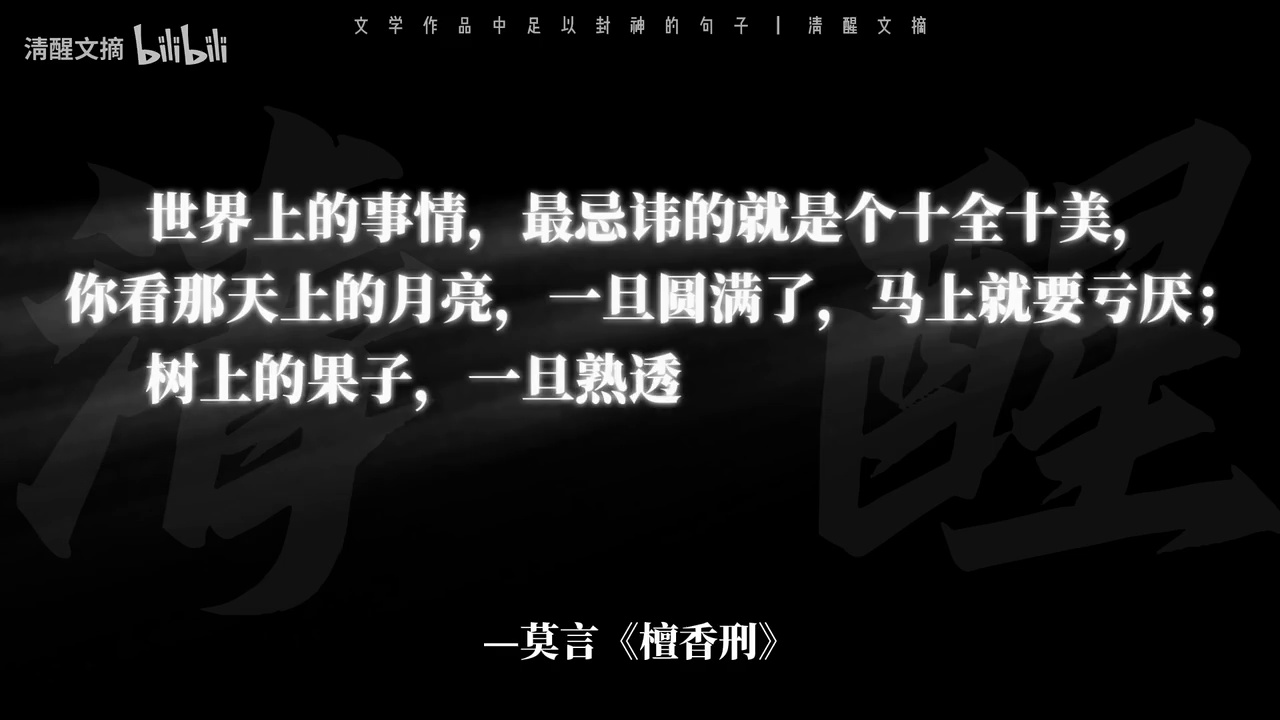 文学作品中足以封神的句子 | 清醒文摘
清醒文摘 bilibili
清醒
世界上的事情，最忌讳的就是个十全十美，
你看那天上的月亮，一旦圆满了，马上就要亏厌；
树上的果子，一旦熟透
—莫言《檀香刑》